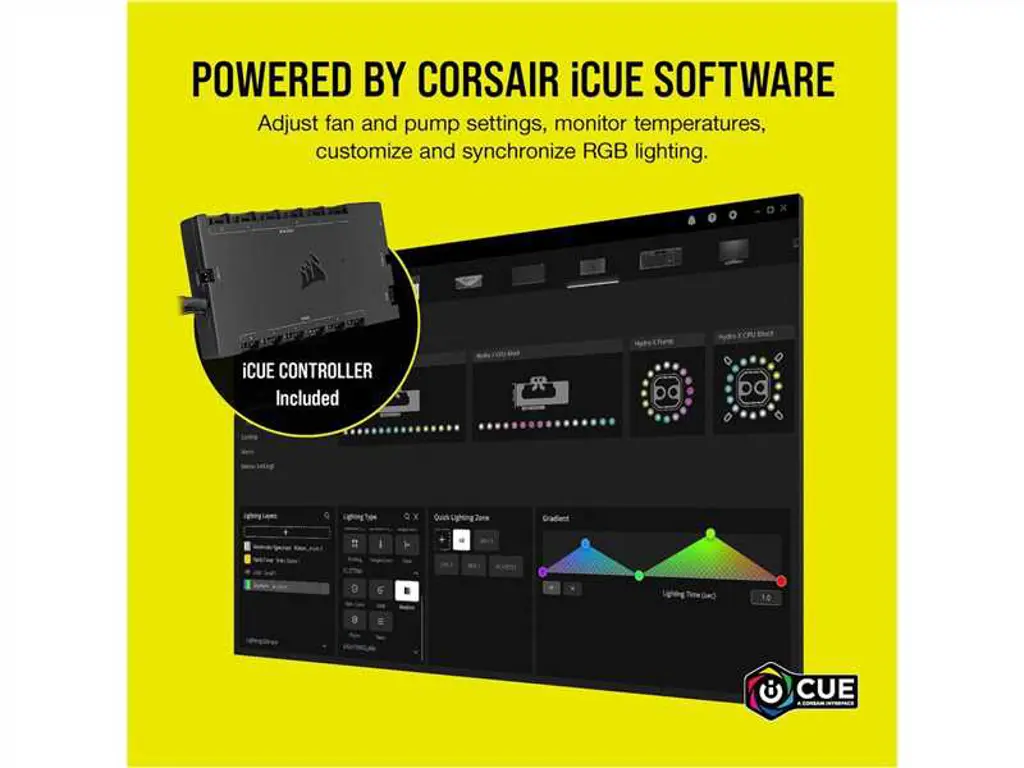 POWERED BY CORSAIR iCUE SOFTWARE
Adjust fan and pump settings, monitor temperatures,
customize and synchronize RGB lighting.
iCUE CONTROLLER
Included
Hydro X Pump
Hydro X CPU Block
Lighting Layers
Lighting Type
Quick Lighting Zone
Gradient
+
+
All
Lighting Time (sec)
1.0
iCUE
A CORSAIR INTERFACE